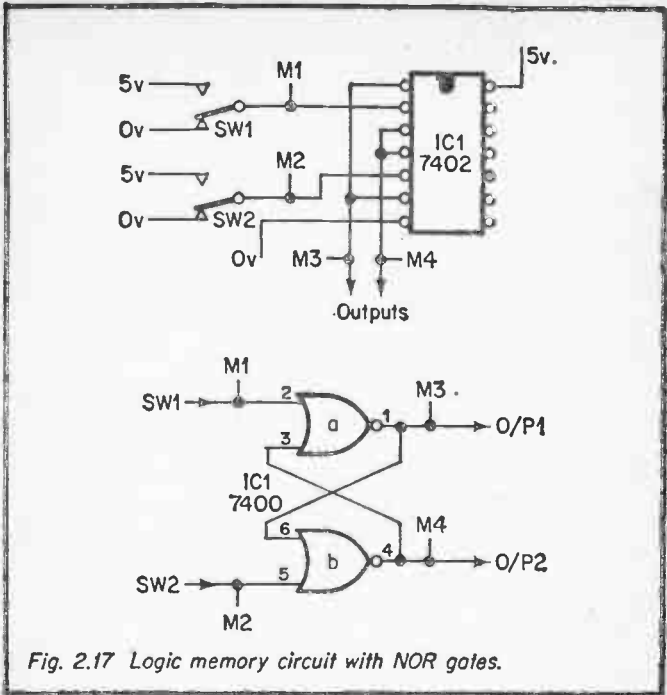 5v.
5v
M1
0v
SW1
IC1
7402
5v
M2
0v
SW2
0v
M3
M4
Outputs
M1
M3
SW1
2
a
1
O/P1
3
IC1
7400
6
b
4
M4
O/P2
SW2
5
M2
Fig. 2.17 Logic memory circuit with NOR gates.